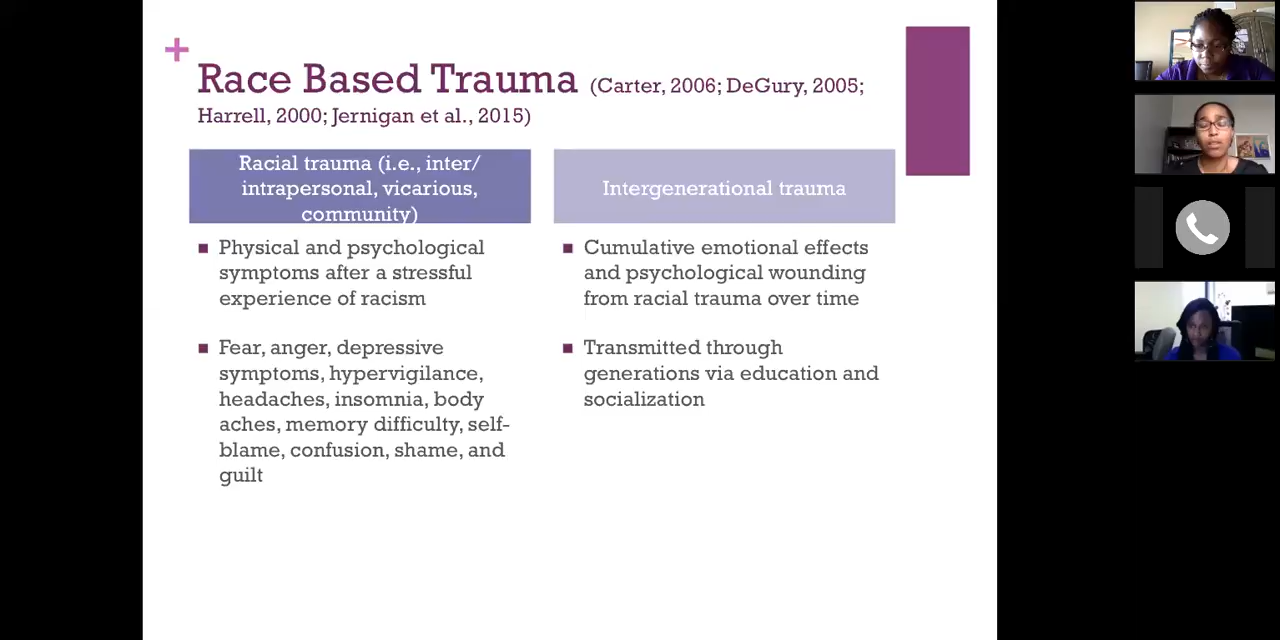 Race Based Trauma (Carter, 2006; DeGury, 2005;
Harrell, 2000; Jernigan et al., 2015)
Racial trauma (i.e., inter/
intrapersonal, vicarious,
community)
Physical and psychological
symptoms after a stressful
experience of racism
Fear, anger, depressive
symptoms, hypervigilance,
headaches, insomnia, body
aches, memory difficulty, self-
blame, confusion, shame, and
guilt
Intergenerational trauma
Cumulative emotional effects
and psychological wounding
from racial trauma over time
Transmitted through
generations via education and
socialization